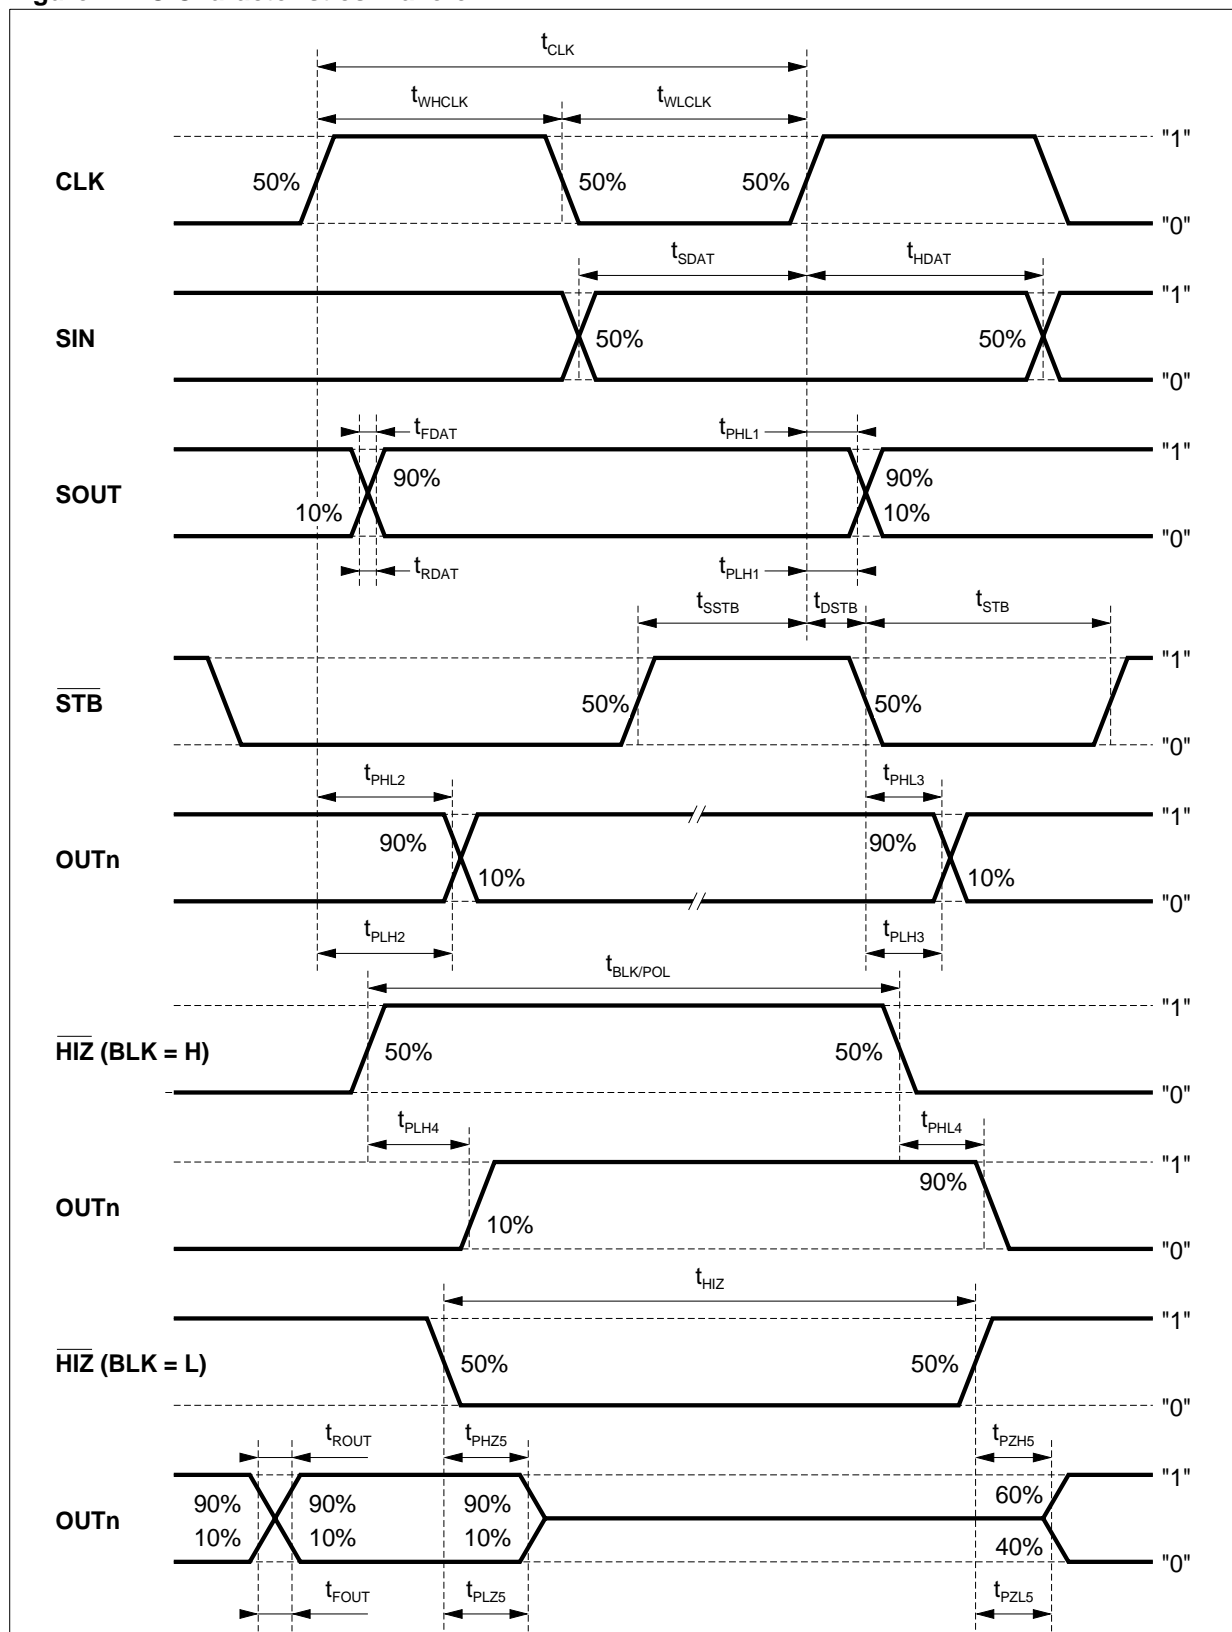 t_CLK
t_WHCLK t_WLCLK
"1"
CLK 50% 50% 50%
"0"
t_SDAT t_HDAT
"1"
SIN 50% 50%
"0"
t_FDAT t_PHL1
"1"
90% 90%
SOUT
10% 10%
"0"
t_RDAT t_PLH1
t_SSTB t_DSTB t_STB
"1"
S̅T̅B̅ 50% 50%
"0"
t_PHL2 t_PHL3
"1"
90% 90%
OUTn
10% 10%
"0"
t_PLH2 t_PLH3
t_BLK/POL
"1"
H̅I̅Z̅ (BLK = H) 50% 50%
"0"
t_PLH4 t_PHL4
"1"
90%
OUTn 10%
"0"
t_HIZ
"1"
H̅I̅Z̅ (BLK = L) 50% 50%
"0"
t_ROUT t_PHZ5 t_PZH5
"1"
90% 90% 90% 60%
OUTn
10% 10% 10% 40%
"0"
t_FOUT t_PLZ5 t_PZL5